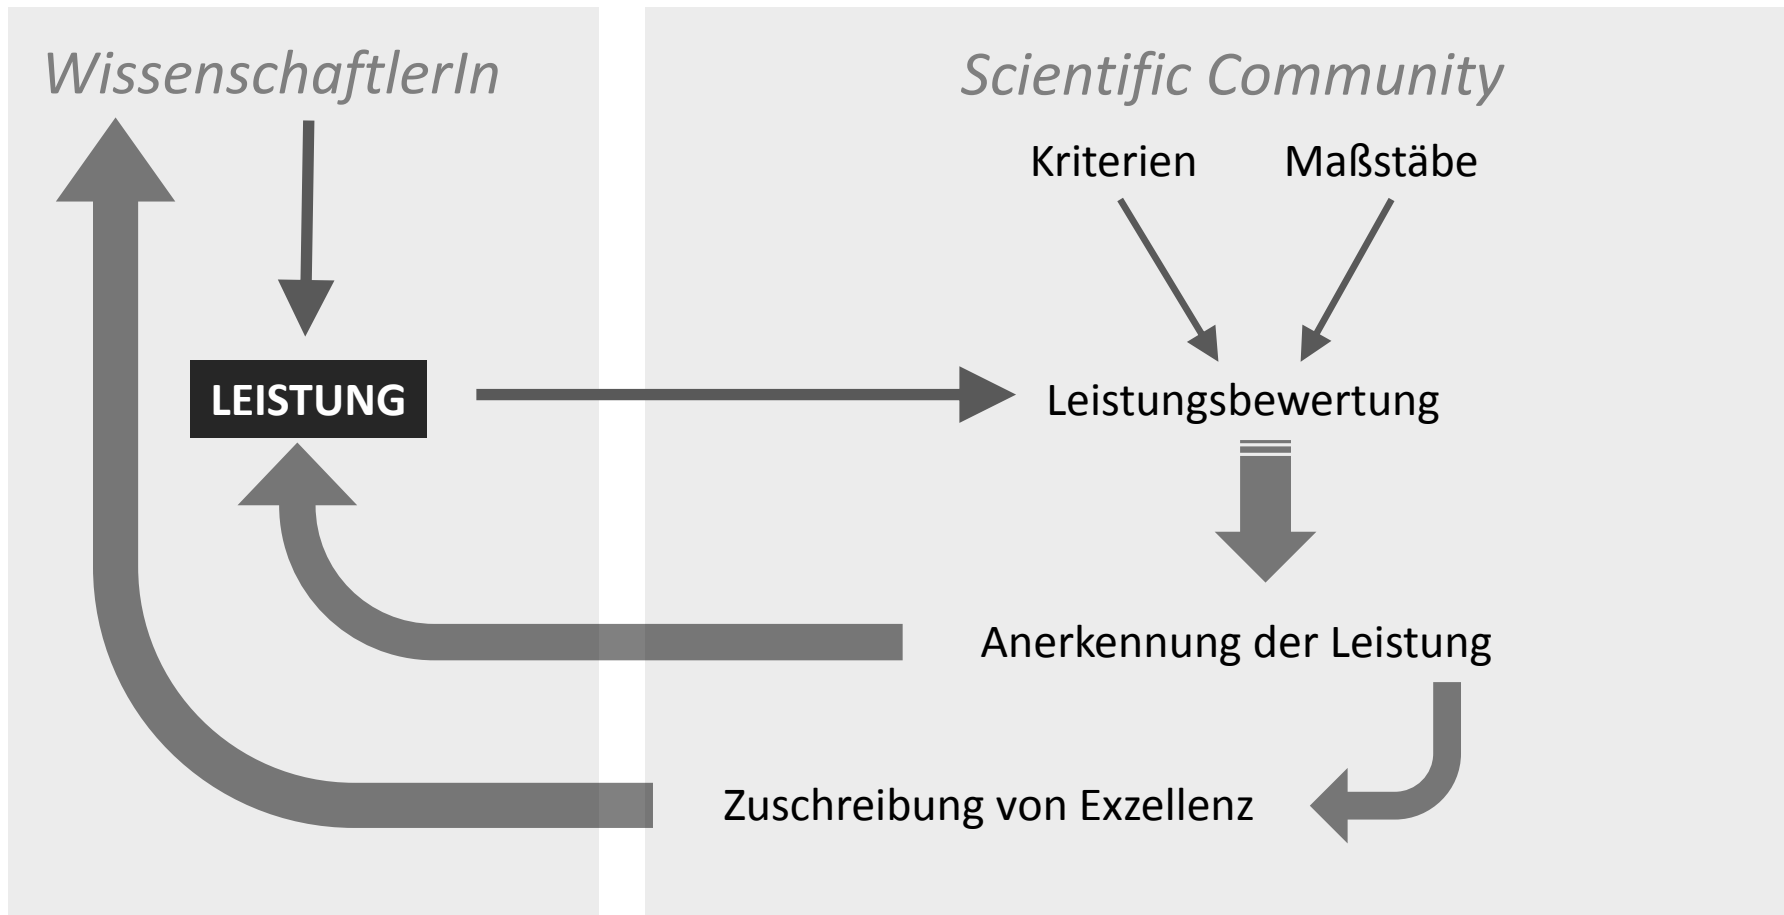 WissenschaftlerIn
LEISTUNG
Scientific Community
Kriterien
Maßstäbe
Leistungsbewertung
Anerkennung der Leistung
Zuschreibung von Exzellenz